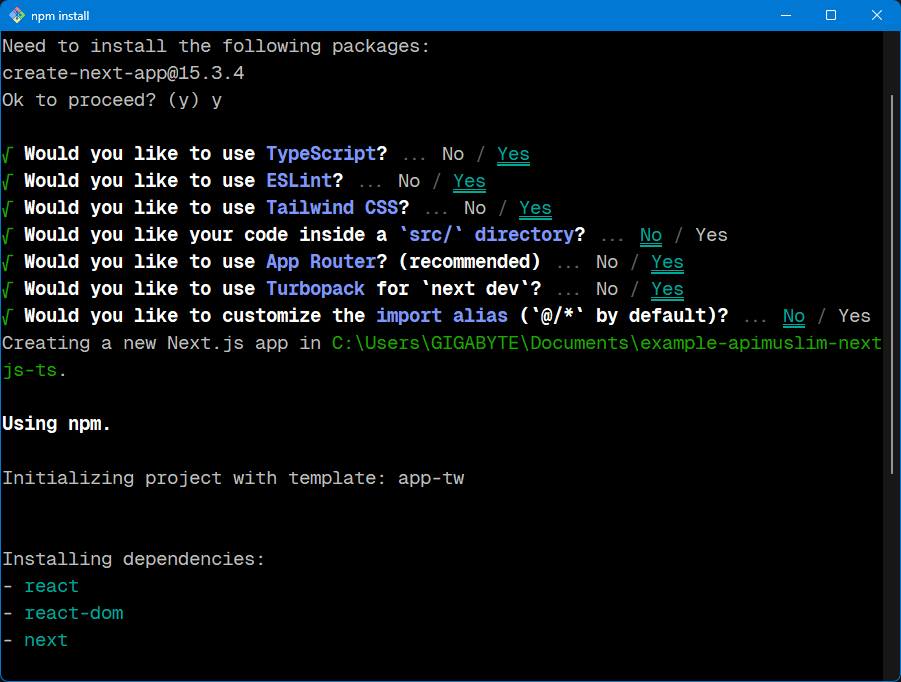 npm install
Need to install the following packages:
create-next-app@15.3.4
Ok to proceed? (y) y
√ Would you like to use TypeScript? ... No / Yes
√ Would you like to use ESLint? ... No / Yes
√ Would you like to use Tailwind CSS? ... No / Yes
√ Would you like your code inside a `src/` directory? ... No / Yes
√ Would you like to use App Router? (recommended) ... No / Yes
√ Would you like to use Turbopack for `next dev`? ... No / Yes
√ Would you like to customize the import alias (`@/*` by default)? ... No / Yes
Creating a new Next.js app in C:\Users\GIGABYTE\Documents\example-apimuslim-next
js-ts.
Using npm.
Initializing project with template: app-tw
Installing dependencies:
- react
- react-dom
- next